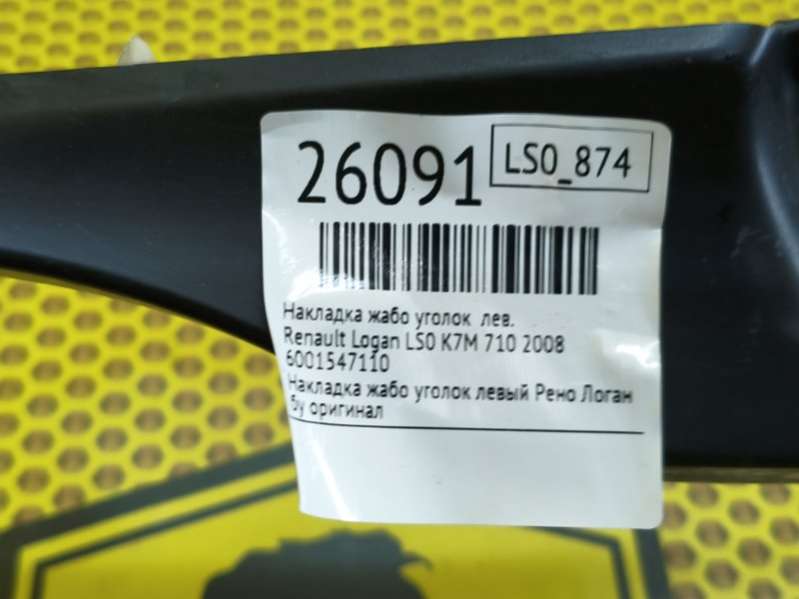 26091
LS0_874
Накладка жабо уголок лев.
Renault Logan LS0 K7M 710 2008
6001547110
Накладка жабо уголок левый Рено Логан
бу оригинал